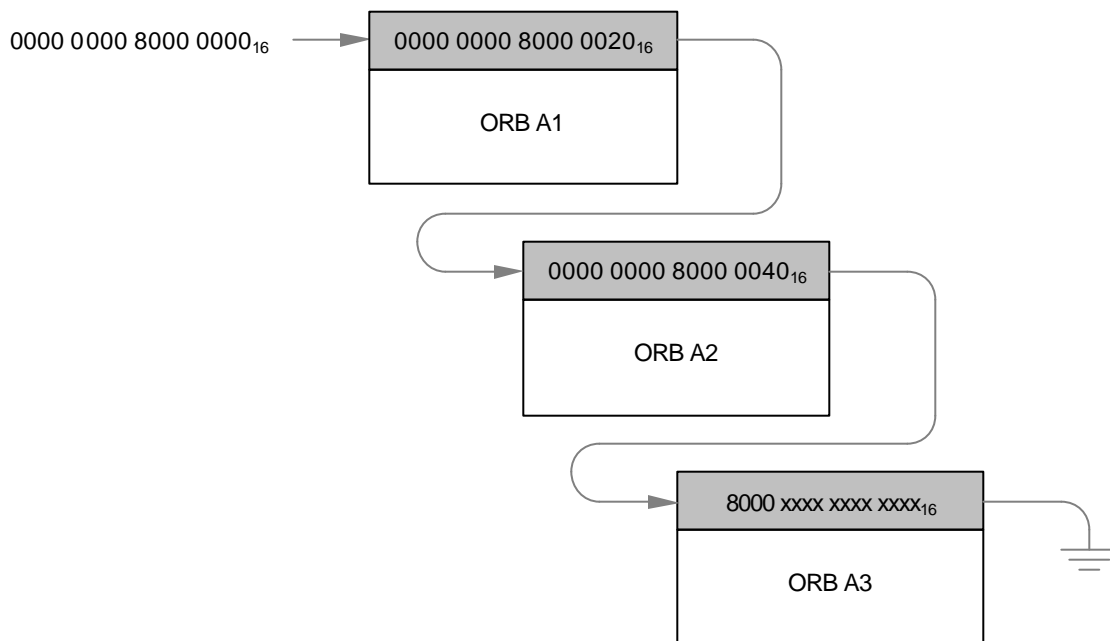 0000 0000 8000 0000₁₆
0000 0000 8000 0020₁₆
ORB A1
0000 0000 8000 0040₁₆
ORB A2
8000 xxxx xxxx xxxx₁₆
ORB A3